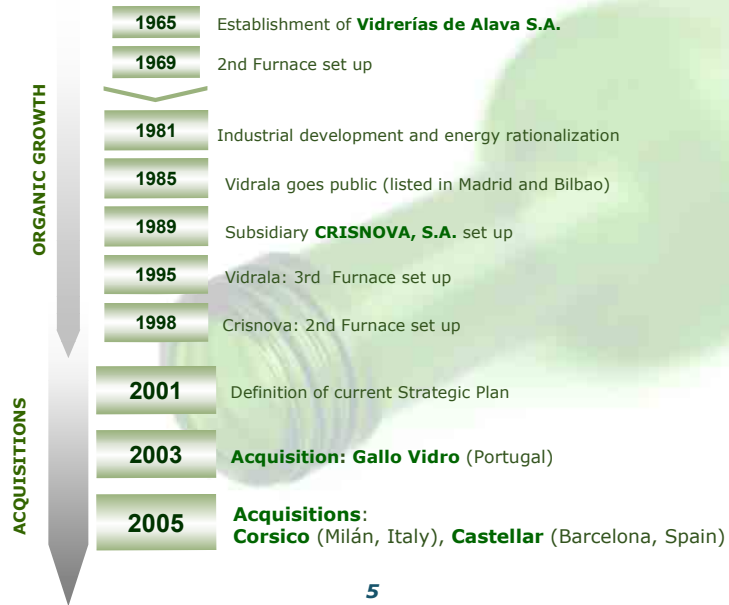 ORGANIC GROWTH
1965 Establishment of Vidrerías de Alava S.A.
1969 2nd Furnace set up
1981 Industrial development and energy rationalization
1985 Vidrala goes public (listed in Madrid and Bilbao)
1989 Subsidiary CRISNOVA, S.A. set up
1995 Vidrala: 3rd Furnace set up
1998 Crisnova: 2nd Furnace set up
ACQUISITIONS
2001 Definition of current Strategic Plan
2003 Acquisition: Gallo Vidro (Portugal)
2005 Acquisitions:
Corsico (Milán, Italy), Castellar (Barcelona, Spain)
5